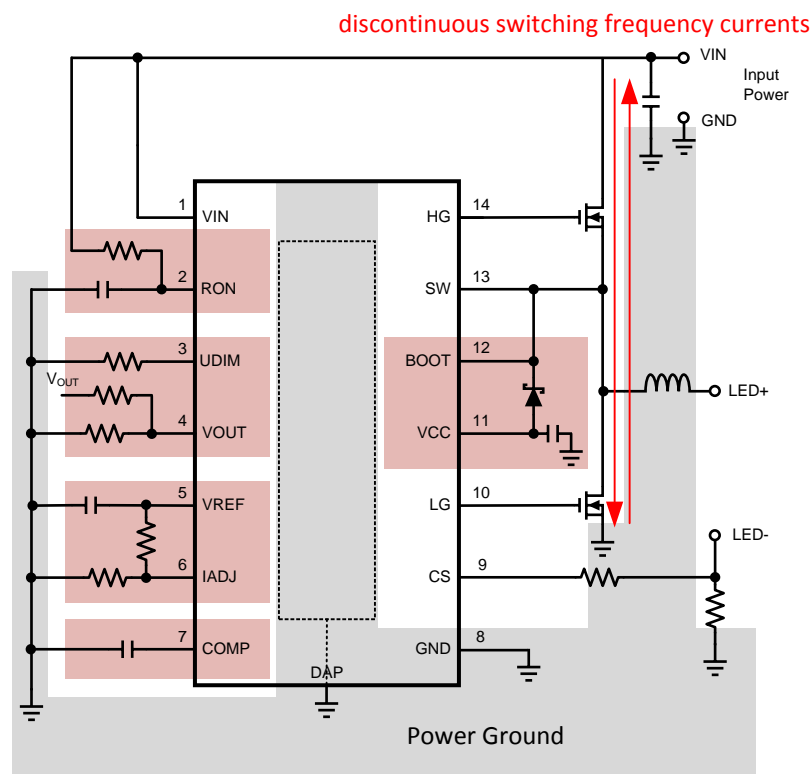 discontinuous switching frequency currents
VIN
Input
Power
GND
1
VIN
14
HG
2
RON
13
SW
3
UDIM
12
BOOT
VOUT
4
VOUT
11
VCC
LED+
5
VREF
10
LG
LED-
6
IADJ
9
CS
7
COMP
8
GND
DAP
Power Ground